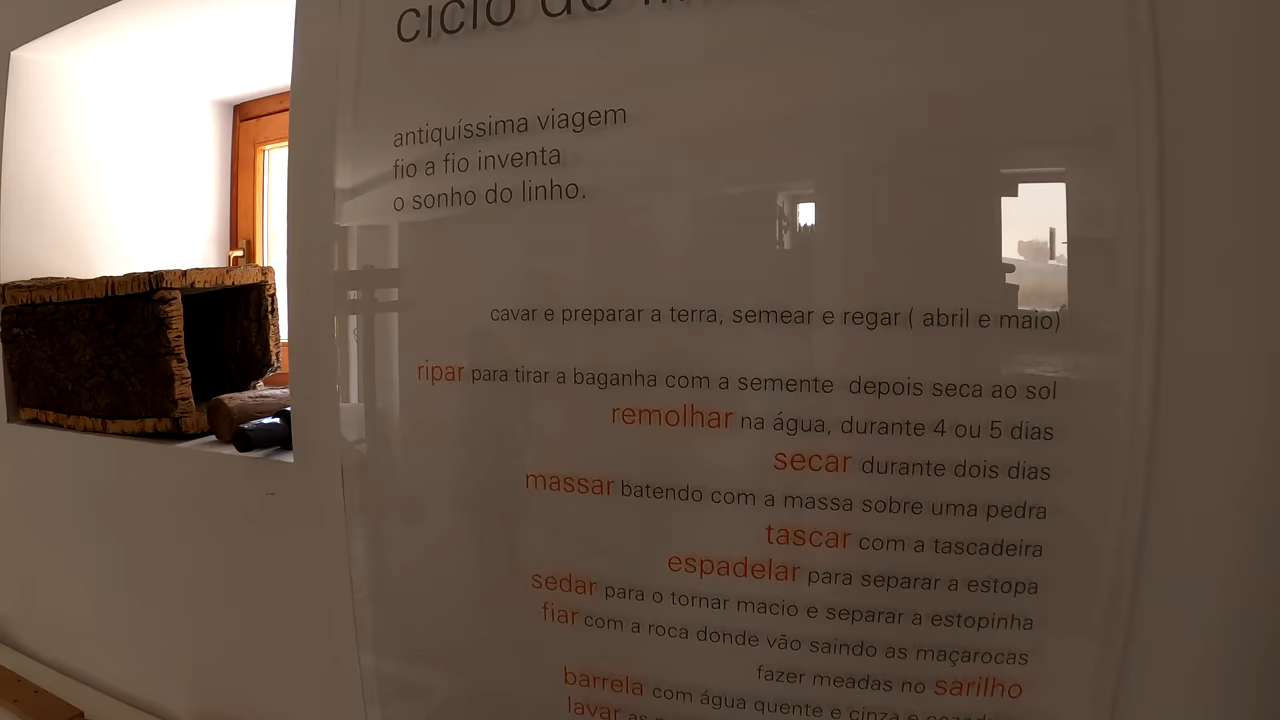 ciclo do
antiquíssima viagem
fio a fio inventa
o sonho do linho.
cavar e preparar a terra, semear e regar ( abril e maio)
ripar para tirar a baganha com a semente depois seca ao sol
remolhar na água, durante 4 ou 5 dias
secar durante dois dias
massar batendo com a massa sobre uma pedra
tascar com a tascadeira
espadelar para separar a estopa
sedar para o tornar macio e separar a estopinha
fiar com a roca donde vão saindo as maçarocas
fazer meadas no sarilho
barrela com água quente e cinza e
lavar as